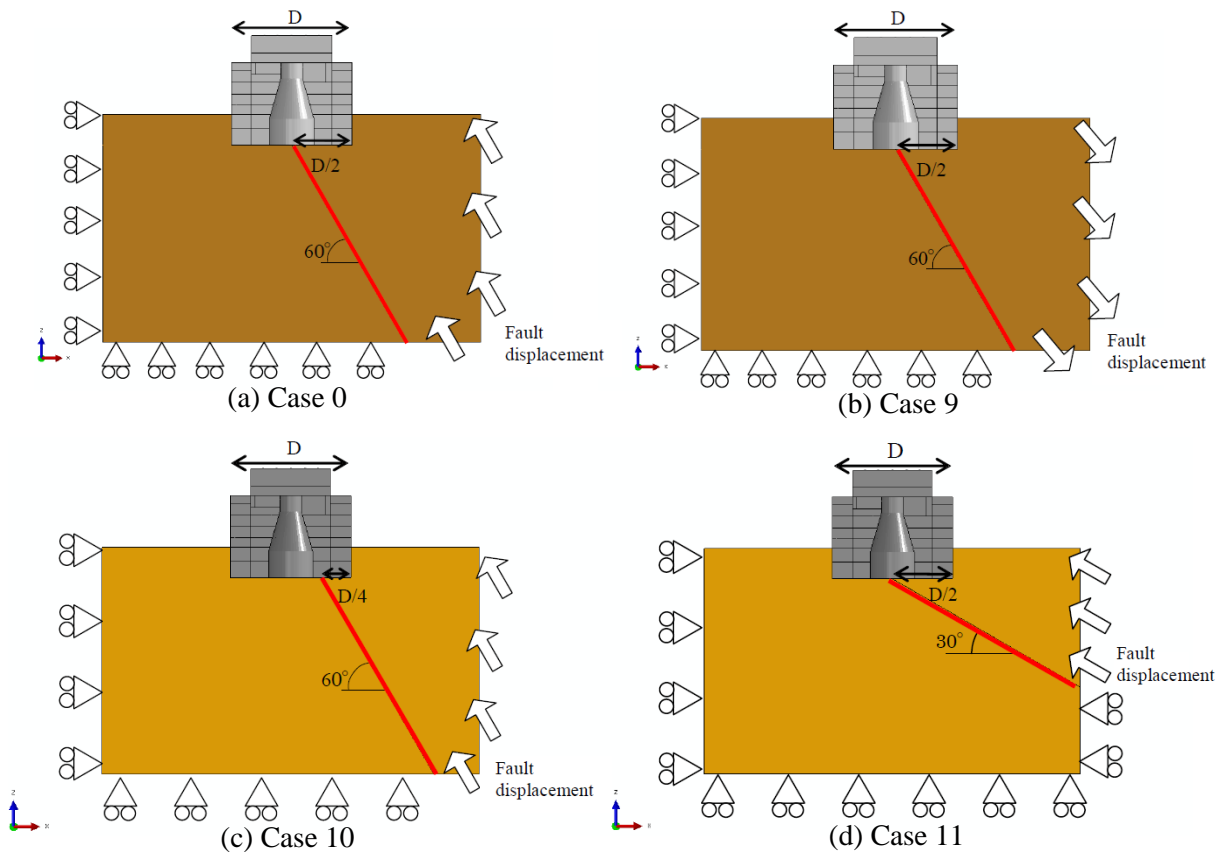 D
D/2
60°
Fault
displacement
z
x
(a) Case 0
D
D/2
60°
Fault
displacement
z
(b) Case 9
D
D/4
60°
Fault
displacement
z
x
(c) Case 10
D
D/2
30°
Fault
displacement
z
(d) Case 11